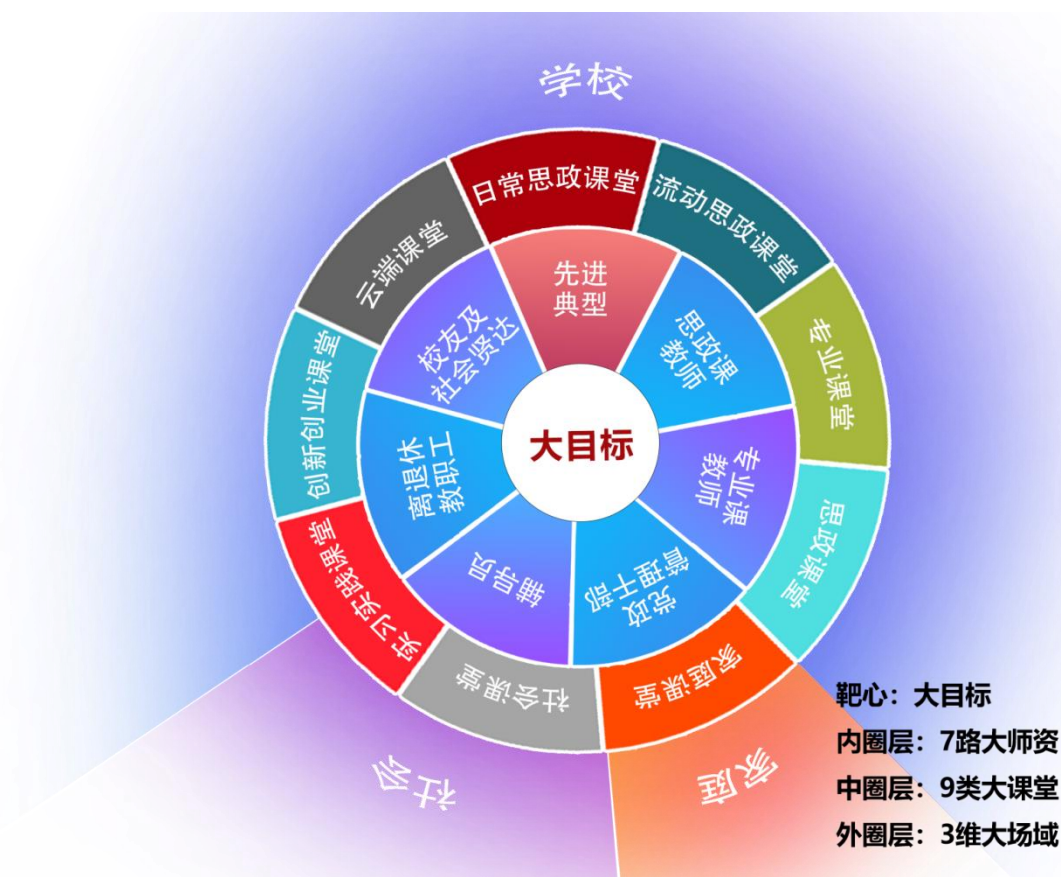 学校
日常思政课堂
流动思政课堂
专业课堂
思政课堂
家庭课堂
社会课堂
实习实践课堂
创新创业课堂
云端课堂
先进
典型
思政课
教师
专业课
教师
党政
管理干部
辅导员
离退休
教职工
校友及
社会贤达
大目标
社会
家庭
靶心：大目标
内圈层：7路大师资
中圈层：9类大课堂
外圈层：3维大场域